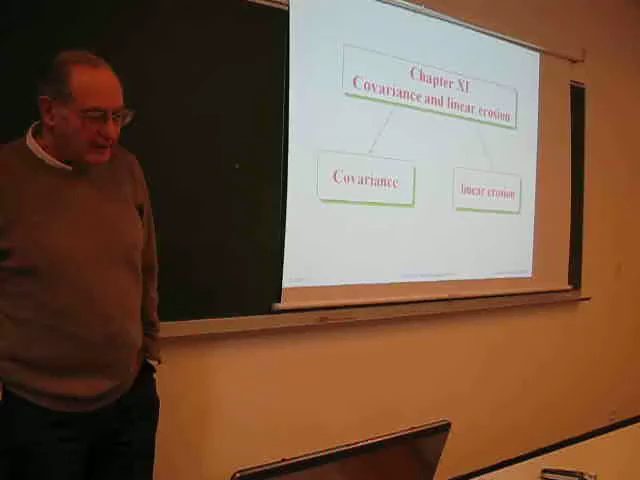 Chapter XI
Covariance and linear erosion
Covariance
linear erosion